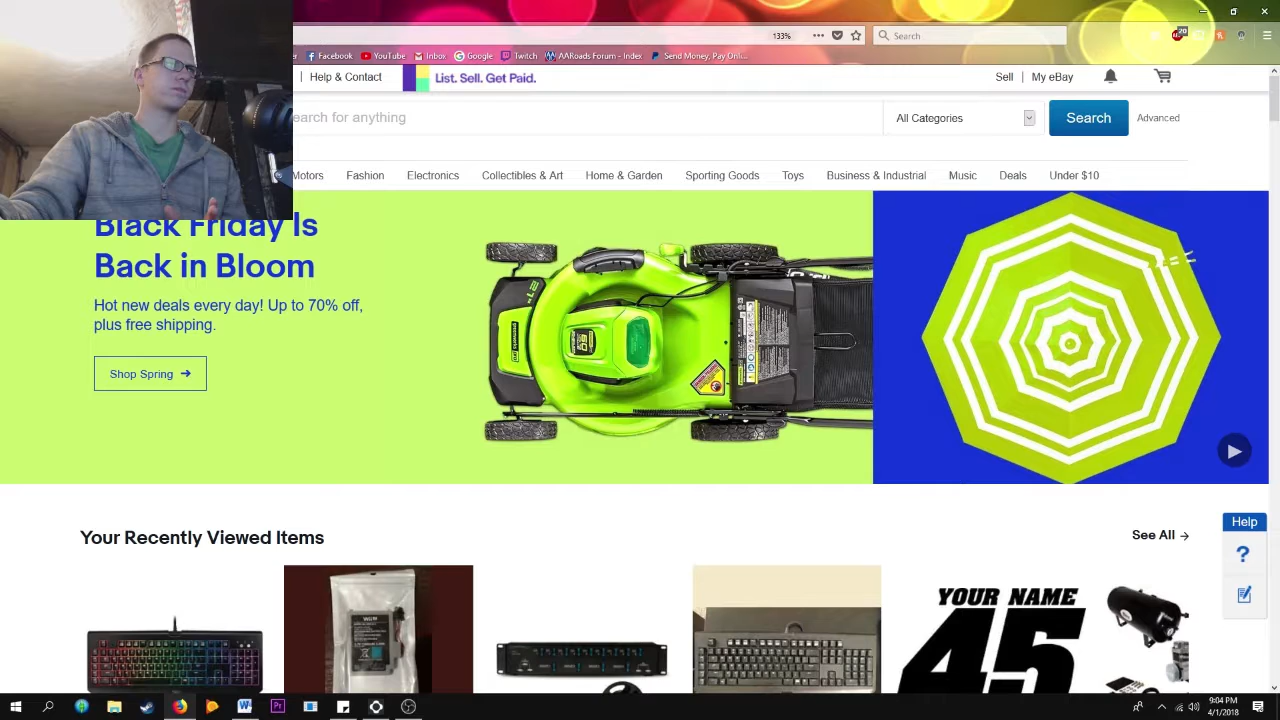 133%
Search
Facebook YouTube Inbox Google Twitch AARoads Forum - Index Send Money, Pay Onli...
| Help & Contact
List. Sell. Get Paid.
Sell | My eBay
earch for anything
All Categories
Search
Advanced
Motors Fashion Electronics Collectibles & Art Home & Garden Sporting Goods Toys Business & Industrial Music Deals Under $10
Black Friday Is
Back in Bloom
Hot new deals every day! Up to 70% off,
plus free shipping.
Shop Spring
Your Recently Viewed Items
See All
Help
?
YOUR NAME
45
9:04 PM
4/1/2018